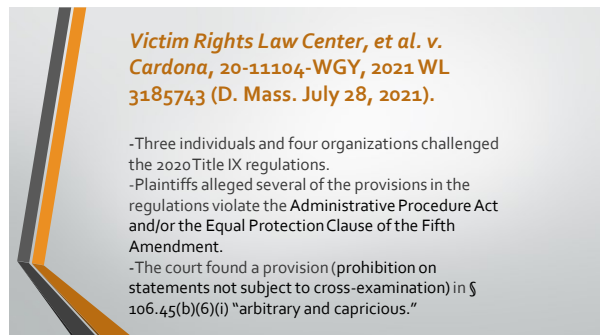 Victim Rights Law Center, et al. v.
Cardona, 20-11104-WGY, 2021 WL
3185743 (D. Mass. July 28, 2021).
-Three individuals and four organizations challenged
the 2020 Title IX regulations.
-Plaintiffs alleged several of the provisions in the
regulations violate the Administrative Procedure Act
and/or the Equal Protection Clause of the Fifth
Amendment.
-The court found a provision (prohibition on
statements not subject to cross-examination) in §
106.45(b)(6)(i) “arbitrary and capricious.”